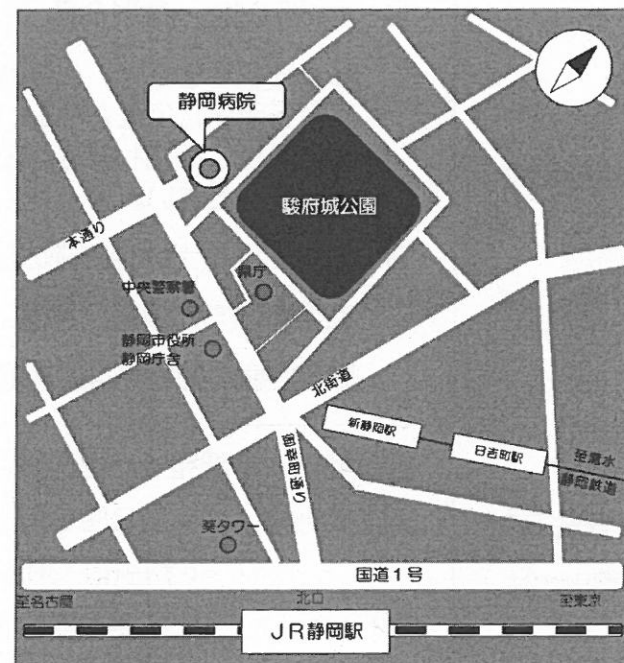 静岡病院
駿府城公園
本通り
県庁
中央警察署
静岡市役所
静岡庁舎
北街道
新静岡駅
日吉町駅
至清水
静岡鉄道
御幸町通り
葵タワー
国道1号
至名古屋
北口
至東京
JR静岡駅